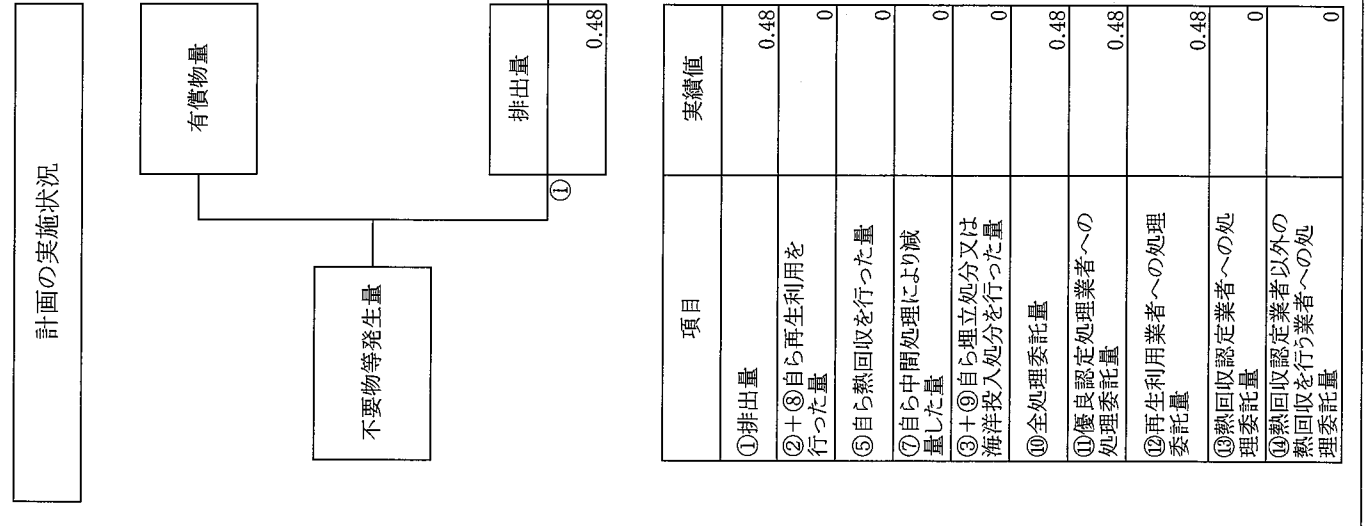 計画の実施状況
有償物量
不要物等発生量
排出量
①
0.48
項目 実績値
①排出量 0.48
②+⑧自ら再生利用を
行った量 0
⑤自ら熱回収を行った量 0
⑦自ら中間処理により減
量した量 0
③+⑨自ら埋立処分又は
海洋投入処分を行った量 0
⑩全処理委託量 0.48
⑪優良認定処理業者への
処理委託量 0.48
⑫再生利用業者への処理
委託量 0.48
⑬熱回収認定業者への処
理委託量 0
⑭熱回収認定業者以外の
熱回収を行う業者への処
理委託量 0